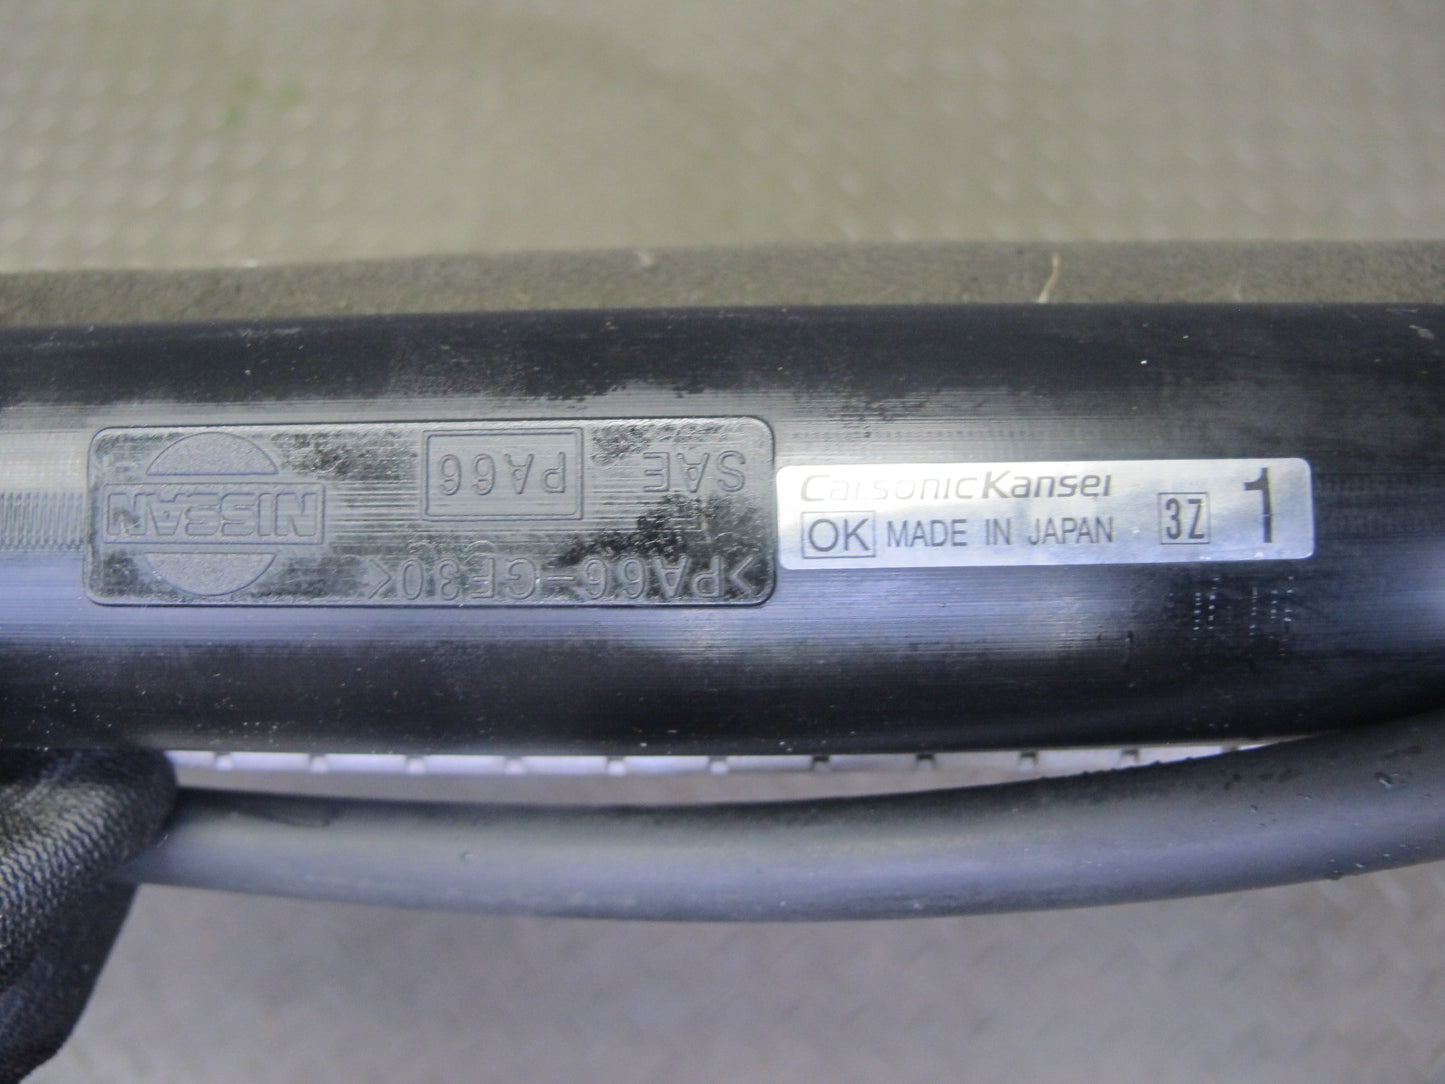 NISSAN
SAE
PA66
>PA66-GF30<
CalsonicKansei
OK MADE IN JAPAN 3Z 1